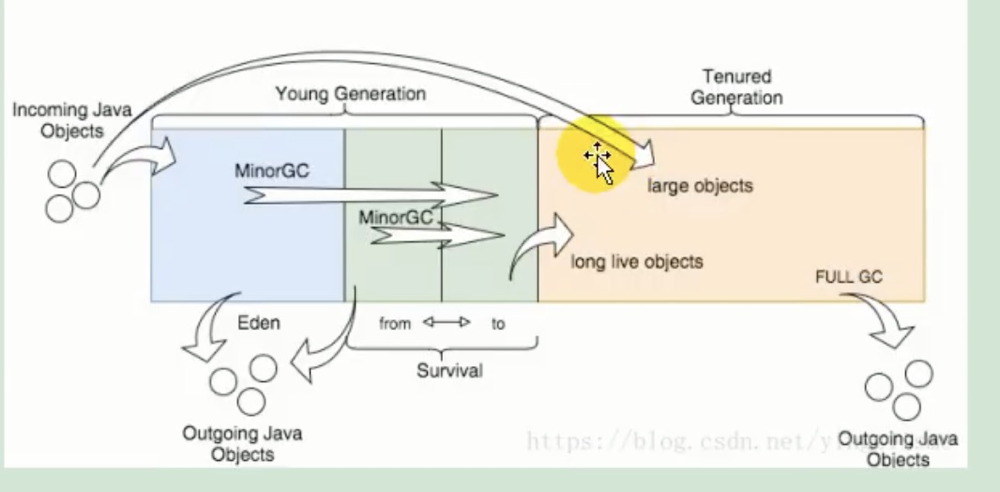 Incoming Java
Objects
Young Generation
Tenured
Generation
MinorGC
MinorGC
large objects
long live objects
FULL GC
Eden
from
to
Survival
Outgoing Java
Objects
Outgoing Java
Objects
https://blog.csdn.net/